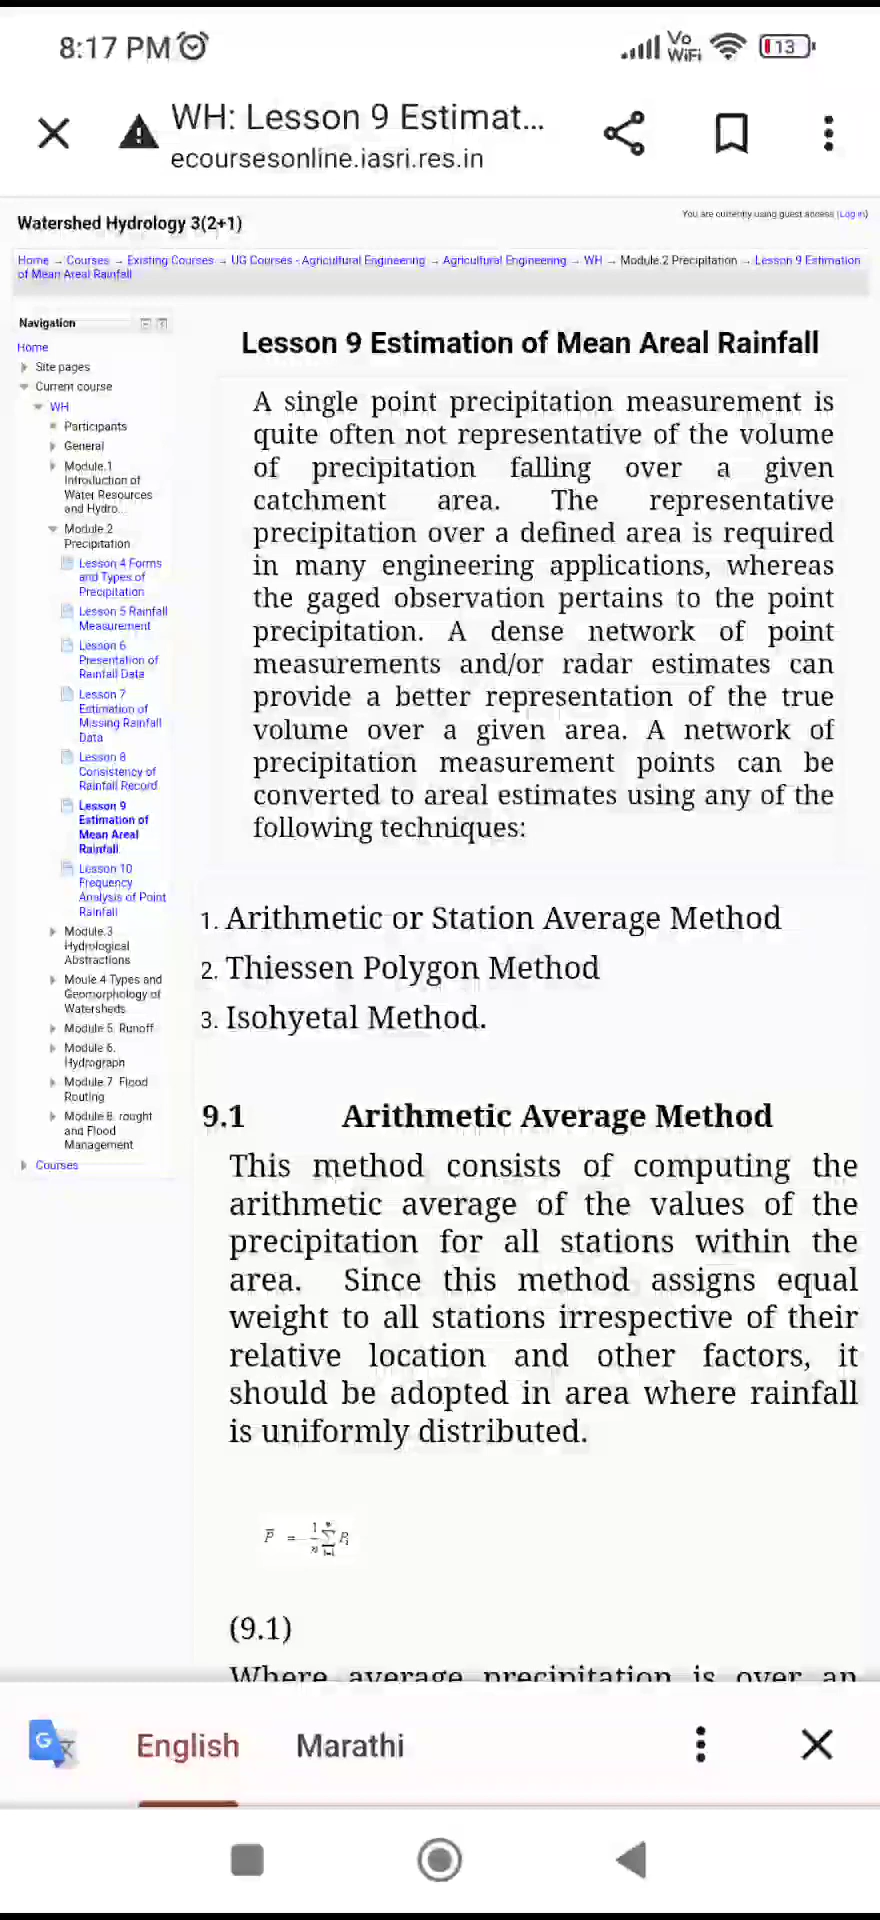 8:17 PM
Vo
WiFi
13
WH: Lesson 9 Estimat...
ecoursesonline.iasri.res.in
Watershed Hydrology 3(2+1)
You are currently using guest access (Log in)
Home → Courses → Existing Courses → UG Courses - Agricultural Engineering → Agricultural Engineering → WH → Module.2 Precipitation → Lesson 9 Estimation
of Mean Areal Rainfall
Navigation
Home
Site pages
Current course
WH
Participants
General
Module.1
Introduction of
Water Resources
and Hydro...
Module.2
Precipitation
Lesson 4 Forms
and Types of
Precipitation
Lesson 5 Rainfall
Measurement
Lesson 6
Presentation of
Rainfall Data
Lesson 7
Estimation of
Missing Rainfall
Data
Lesson 8
Consistency of
Rainfall Record
Lesson 9
Estimation of
Mean Areal
Rainfall
Lesson 10
Frequency
Analysis of Point
Rainfall
Module.3
Hydrological
Abstractions
Moule.4 Types and
Geomorphology of
Watersheds
Module 5. Runoff
Module 6.
Hydrograph
Module.7 Flood
Routing
Module 8. rought
and Flood
Management
Courses
Lesson 9 Estimation of Mean Areal Rainfall
A single point precipitation measurement is
quite often not representative of the volume
of precipitation falling over a given
catchment area. The representative
precipitation over a defined area is required
in many engineering applications, whereas
the gaged observation pertains to the point
precipitation. A dense network of point
measurements and/or radar estimates can
provide a better representation of the true
volume over a given area. A network of
precipitation measurement points can be
converted to areal estimates using any of the
following techniques:
1. Arithmetic or Station Average Method
2. Thiessen Polygon Method
3. Isohyetal Method.
9.1 Arithmetic Average Method
This method consists of computing the
arithmetic average of the values of the
precipitation for all stations within the
area. Since this method assigns equal
weight to all stations irrespective of their
relative location and other factors, it
should be adopted in area where rainfall
is uniformly distributed.
(9.1)
Where average precipitation is over an
English
Marathi